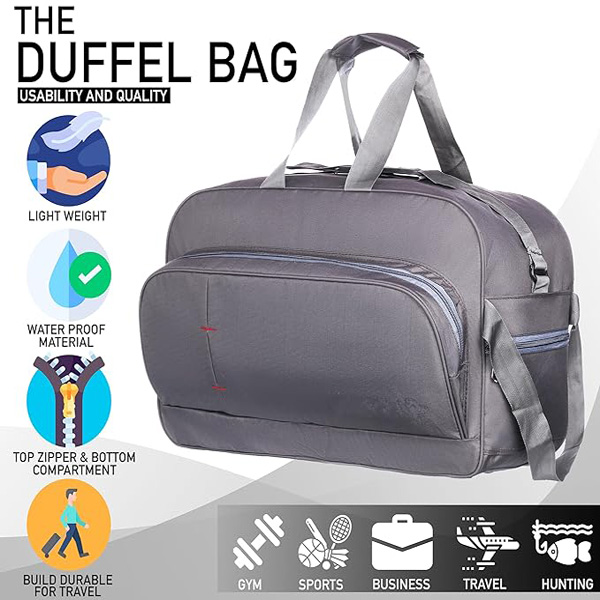 THE
DUFFEL BAG
USABILITY AND QUALITY
LIGHT WEIGHT
WATER PROOF
MATERIAL
TOP ZIPPER & BOTTOM
COMPARTMENT
BUILD DURABLE
FOR TRAVEL
GYM SPORTS BUSINESS TRAVEL HUNTING